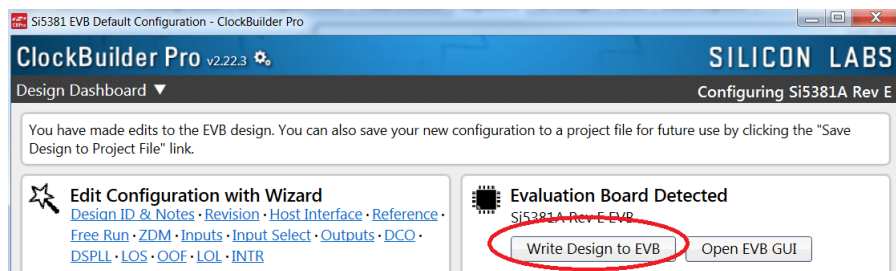 Si5381 EVB Default Configuration - ClockBuilder Pro
ClockBuilder Pro v2.22.3
SILICON LABS
Design Dashboard ▼
Configuring Si5381A Rev E
You have made edits to the EVB design. You can also save your new configuration to a project file for future use by clicking the "Save
Design to Project File" link.
Edit Configuration with Wizard
Design ID & Notes · Revision · Host Interface · Reference ·
Free Run · ZDM · Inputs · Input Select · Outputs · DCO ·
DSPLL · LOS · OOF · LOL · INTR
Evaluation Board Detected
Si5381A Rev E EVB
Write Design to EVB
Open EVB GUI